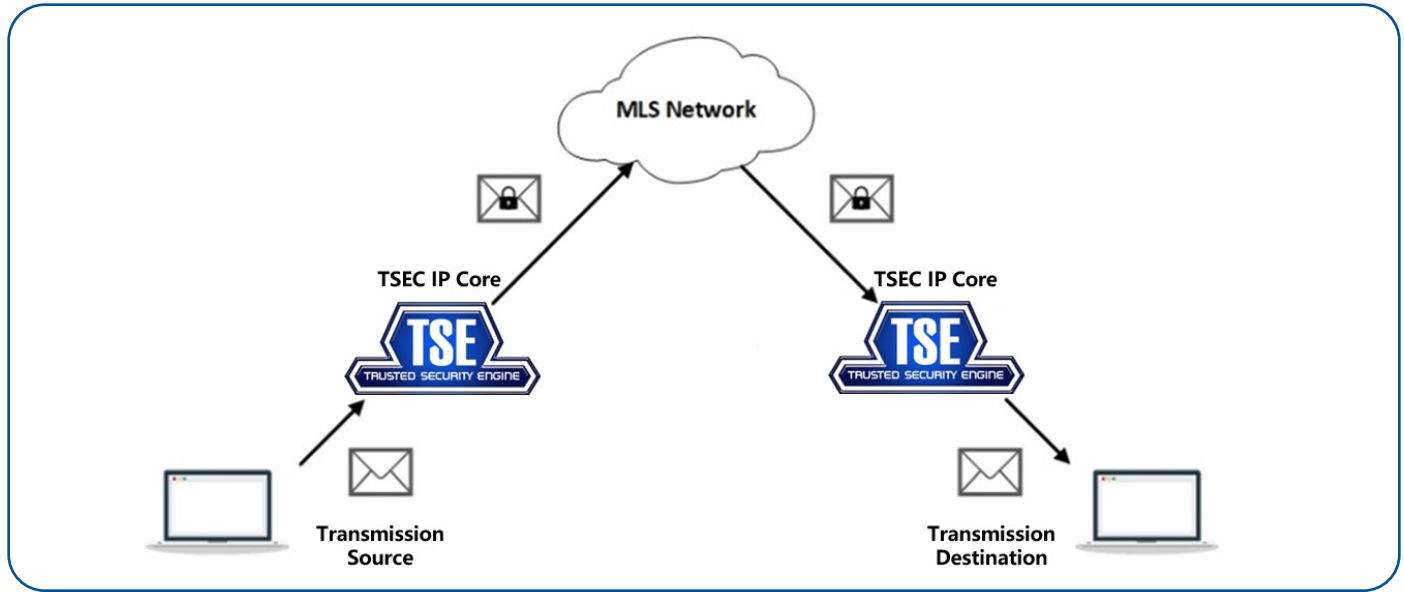 MLS Network
TSEC IP Core
TSEC IP Core
TSE
TRUSTED SECURITY ENGINE
TSE
TRUSTED SECURITY ENGINE
Transmission
Source
Transmission
Destination